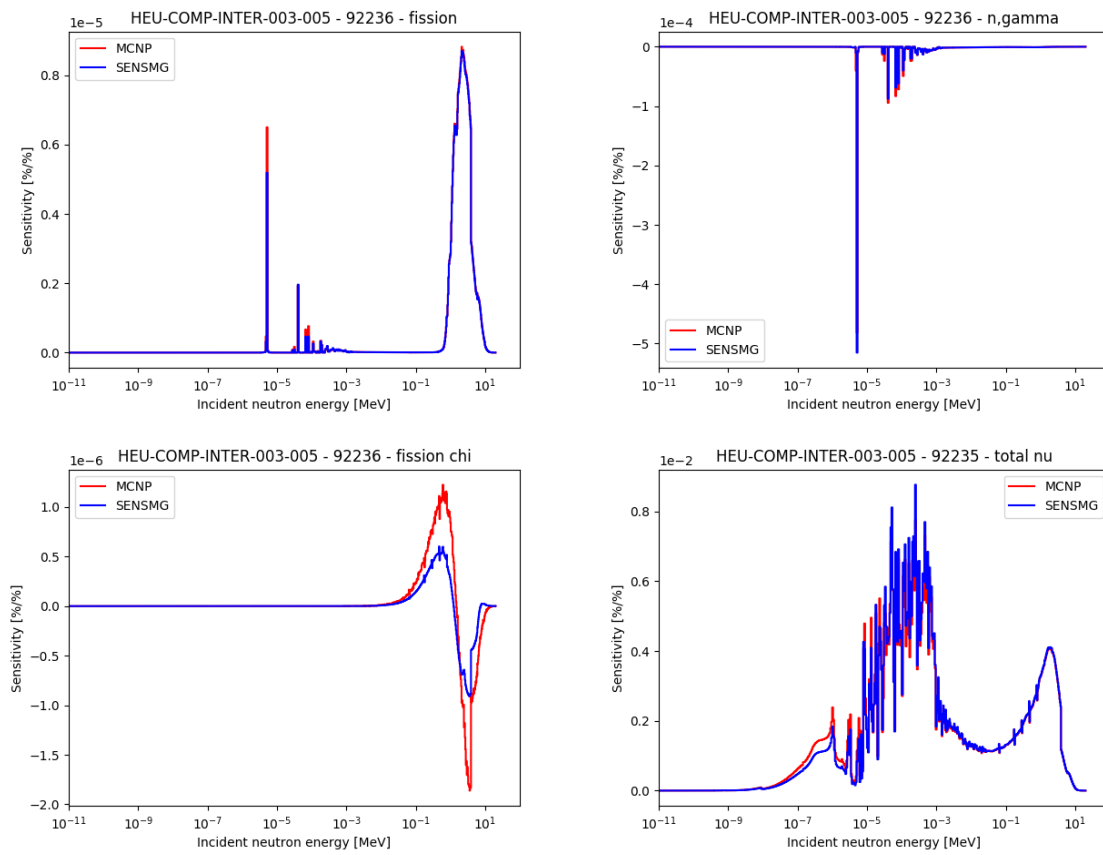 HEU-COMP-INTER-003-005 - 92236 - fission
1e−5
MCNP
SENSMG
Sensitivity [%/%]
0.8
0.6
0.4
0.2
0.0
10^-11 10^-9 10^-7 10^-5 10^-3 10^-1 10^1
Incident neutron energy [MeV]
HEU-COMP-INTER-003-005 - 92236 - n,gamma
1e−4
Sensitivity [%/%]
0
−1
−2
−3
−4
−5
MCNP
SENSMG
10^-11 10^-9 10^-7 10^-5 10^-3 10^-1 10^1
Incident neutron energy [MeV]
HEU-COMP-INTER-003-005 - 92236 - fission chi
1e−6
MCNP
SENSMG
Sensitivity [%/%]
1.0
0.5
0.0
−0.5
−1.0
−1.5
−2.0
10^-11 10^-9 10^-7 10^-5 10^-3 10^-1 10^1
Incident neutron energy [MeV]
HEU-COMP-INTER-003-005 - 92235 - total nu
1e−2
MCNP
SENSMG
Sensitivity [%/%]
0.8
0.6
0.4
0.2
0.0
10^-11 10^-9 10^-7 10^-5 10^-3 10^-1 10^1
Incident neutron energy [MeV]